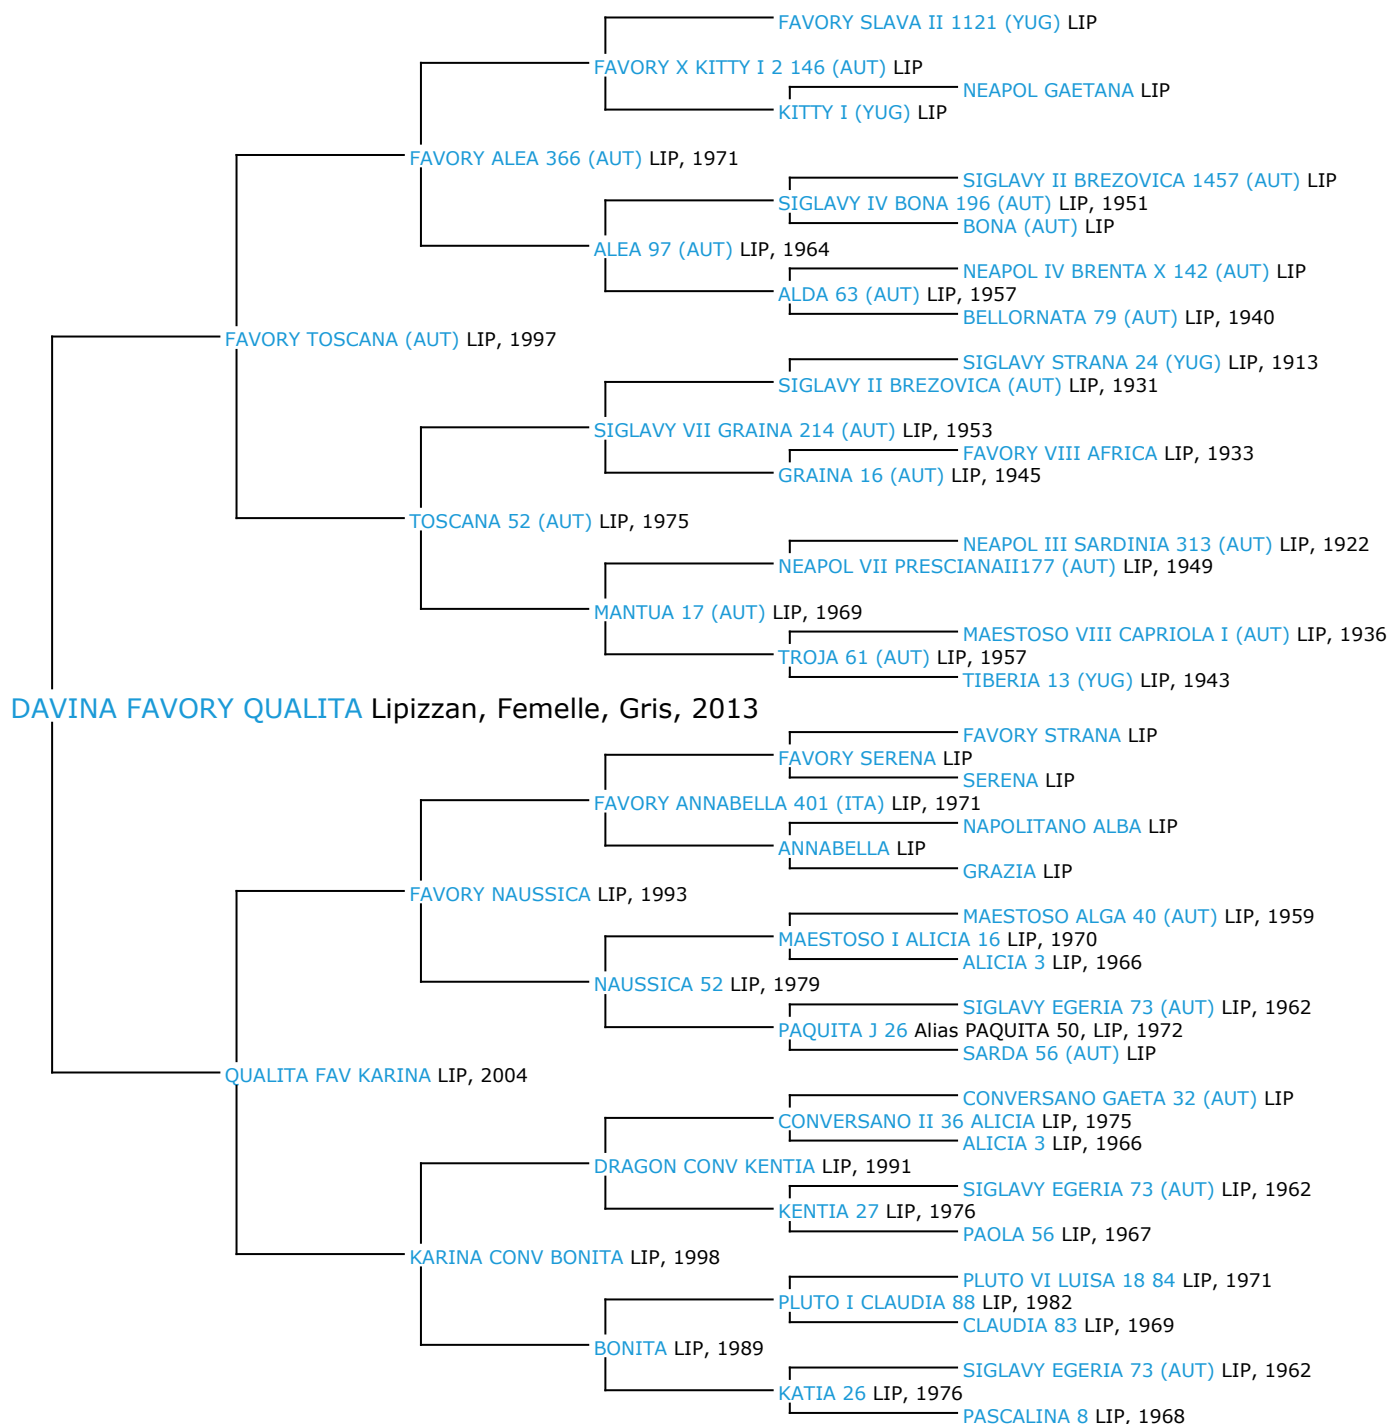 FAVORY SLAVA II 1121 (YUG) LIP
FAVORY X KITTY I 2 146 (AUT) LIP
NEAPOL GAETANA LIP
KITTY I (YUG) LIP
FAVORY ALEA 366 (AUT) LIP, 1971
SIGLAVY II BREZOVICA 1457 (AUT) LIP
SIGLAVY IV BONA 196 (AUT) LIP, 1951
BONA (AUT) LIP
ALEA 97 (AUT) LIP, 1964
NEAPOL IV BRENTA X 142 (AUT) LIP
ALDA 63 (AUT) LIP, 1957
BELLORNATA 79 (AUT) LIP, 1940
FAVORY TOSCANA (AUT) LIP, 1997
SIGLAVY STRANA 24 (YUG) LIP, 1913
SIGLAVY II BREZOVICA (AUT) LIP, 1931
SIGLAVY VII GRAINA 214 (AUT) LIP, 1953
FAVORY VIII AFRICA LIP, 1933
GRAINA 16 (AUT) LIP, 1945
TOSCANA 52 (AUT) LIP, 1975
NEAPOL III SARDINIA 313 (AUT) LIP, 1922
NEAPOL VII PRESCIANAII177 (AUT) LIP, 1949
MANTUA 17 (AUT) LIP, 1969
MAESTOSO VIII CAPRIOLA I (AUT) LIP, 1936
TROJA 61 (AUT) LIP, 1957
TIBERIA 13 (YUG) LIP, 1943
DAVINA FAVORY QUALITA Lipizzan, Femelle, Gris, 2013
FAVORY STRANA LIP
FAVORY SERENA LIP
SERENA LIP
FAVORY ANNABELLA 401 (ITA) LIP, 1971
NAPOLITANO ALBA LIP
ANNABELLA LIP
GRAZIA LIP
FAVORY NAUSSICA LIP, 1993
MAESTOSO ALGA 40 (AUT) LIP, 1959
MAESTOSO I ALICIA 16 LIP, 1970
ALICIA 3 LIP, 1966
NAUSSICA 52 LIP, 1979
SIGLAVY EGERIA 73 (AUT) LIP, 1962
PAQUITA J 26 Alias PAQUITA 50, LIP, 1972
SARDA 56 (AUT) LIP
QUALITA FAV KARINA LIP, 2004
CONVERSANO GAETA 32 (AUT) LIP
CONVERSANO II 36 ALICIA LIP, 1975
ALICIA 3 LIP, 1966
DRAGON CONV KENTIA LIP, 1991
SIGLAVY EGERIA 73 (AUT) LIP, 1962
KENTIA 27 LIP, 1976
PAOLA 56 LIP, 1967
KARINA CONV BONITA LIP, 1998
PLUTO VI LUISA 18 84 LIP, 1971
PLUTO I CLAUDIA 88 LIP, 1982
CLAUDIA 83 LIP, 1969
BONITA LIP, 1989
SIGLAVY EGERIA 73 (AUT) LIP, 1962
KATIA 26 LIP, 1976
PASCALINA 8 LIP, 1968